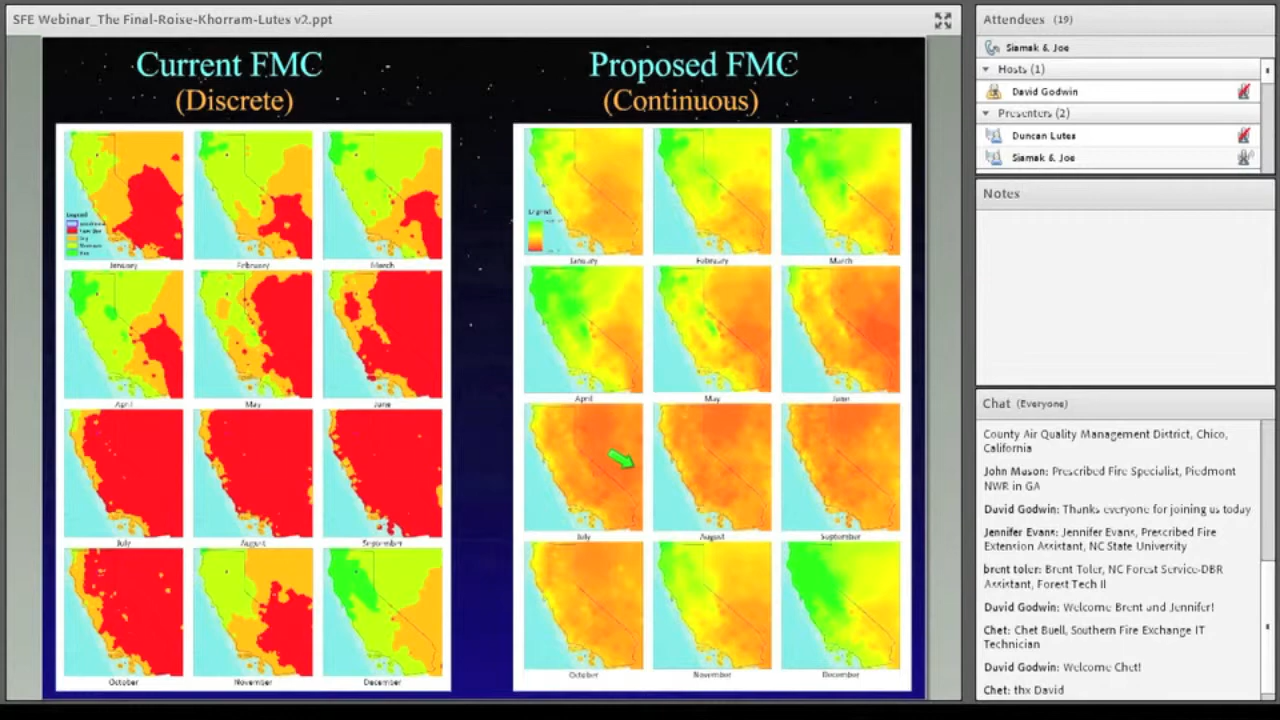 SFE Webinar_The Final-Roise-Khorram-Lutes v2.ppt
Current FMC
(Discrete)
Proposed FMC
(Continuous)
Legend
January
February
March
April
May
June
July
August
September
October
November
December
Legend
January
February
March
April
May
June
July
August
September
October
November
December
Attendees (19)
Siamak & Joe
Hosts (1)
David Godwin
Presenters (2)
Duncan Lutes
Siamak & Joe
Notes
Chat (Everyone)
County Air Quality Management District, Chico,
California
John Mason: Prescribed Fire Specialist, Piedmont
NWR in GA
David Godwin: Thanks everyone for joining us today
Jennifer Evans: Jennifer Evans, Prescribed Fire
Extension Assistant, NC State University
brent toler: Brent Toler, NC Forest Service-DBR
Assistant, Forest Tech II
David Godwin: Welcome Brent and Jennifer!
Chet: Chet Buell, Southern Fire Exchange IT
Technician
David Godwin: Welcome Chet!
Chet: thx David